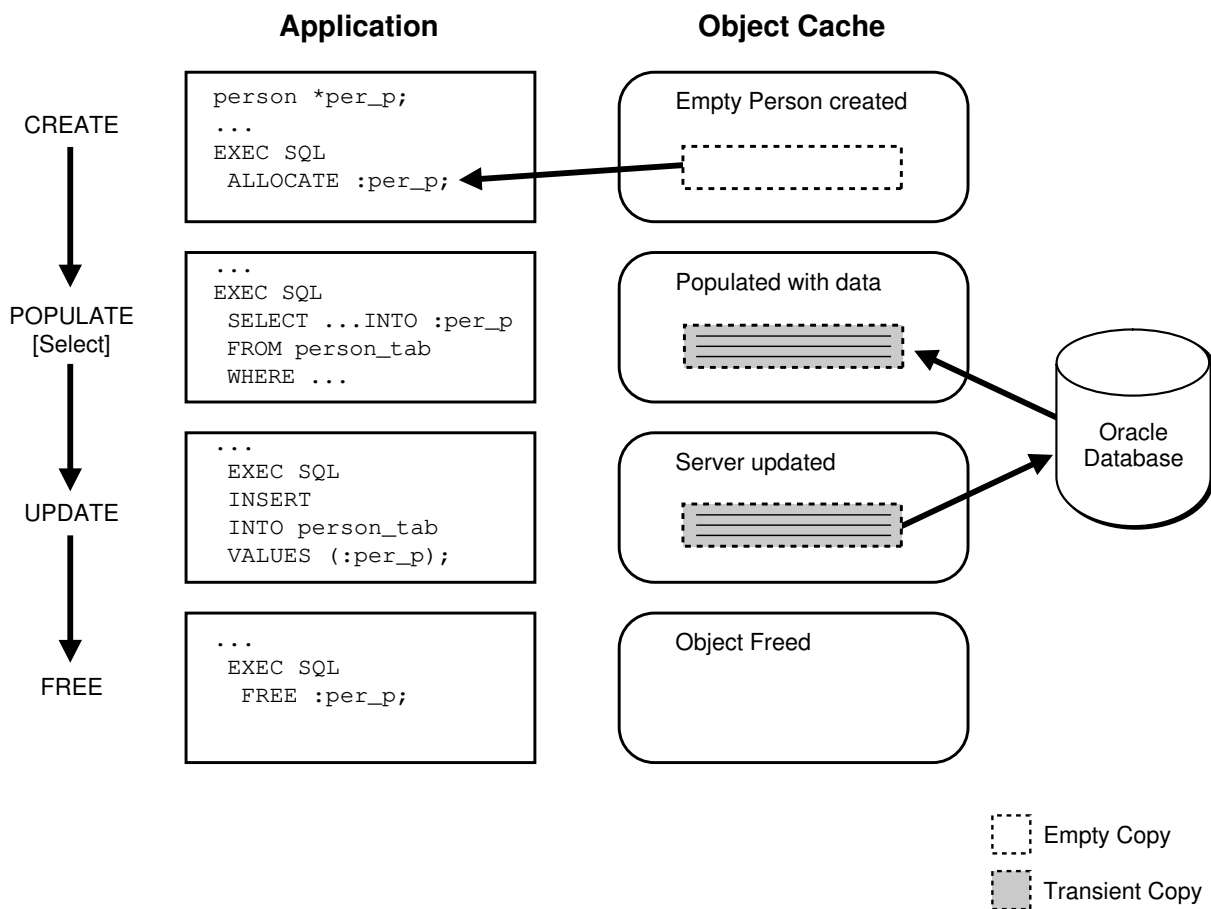 Application
Object Cache
CREATE
person *per_p;
...
EXEC SQL
ALLOCATE :per_p;
Empty Person created
POPULATE
[Select]
...
EXEC SQL
SELECT ...INTO :per_p
FROM person_tab
WHERE ...
Populated with data
Oracle
Database
UPDATE
...
EXEC SQL
INSERT
INTO person_tab
VALUES (:per_p);
Server updated
FREE
...
EXEC SQL
FREE :per_p;
Object Freed
Empty Copy
Transient Copy